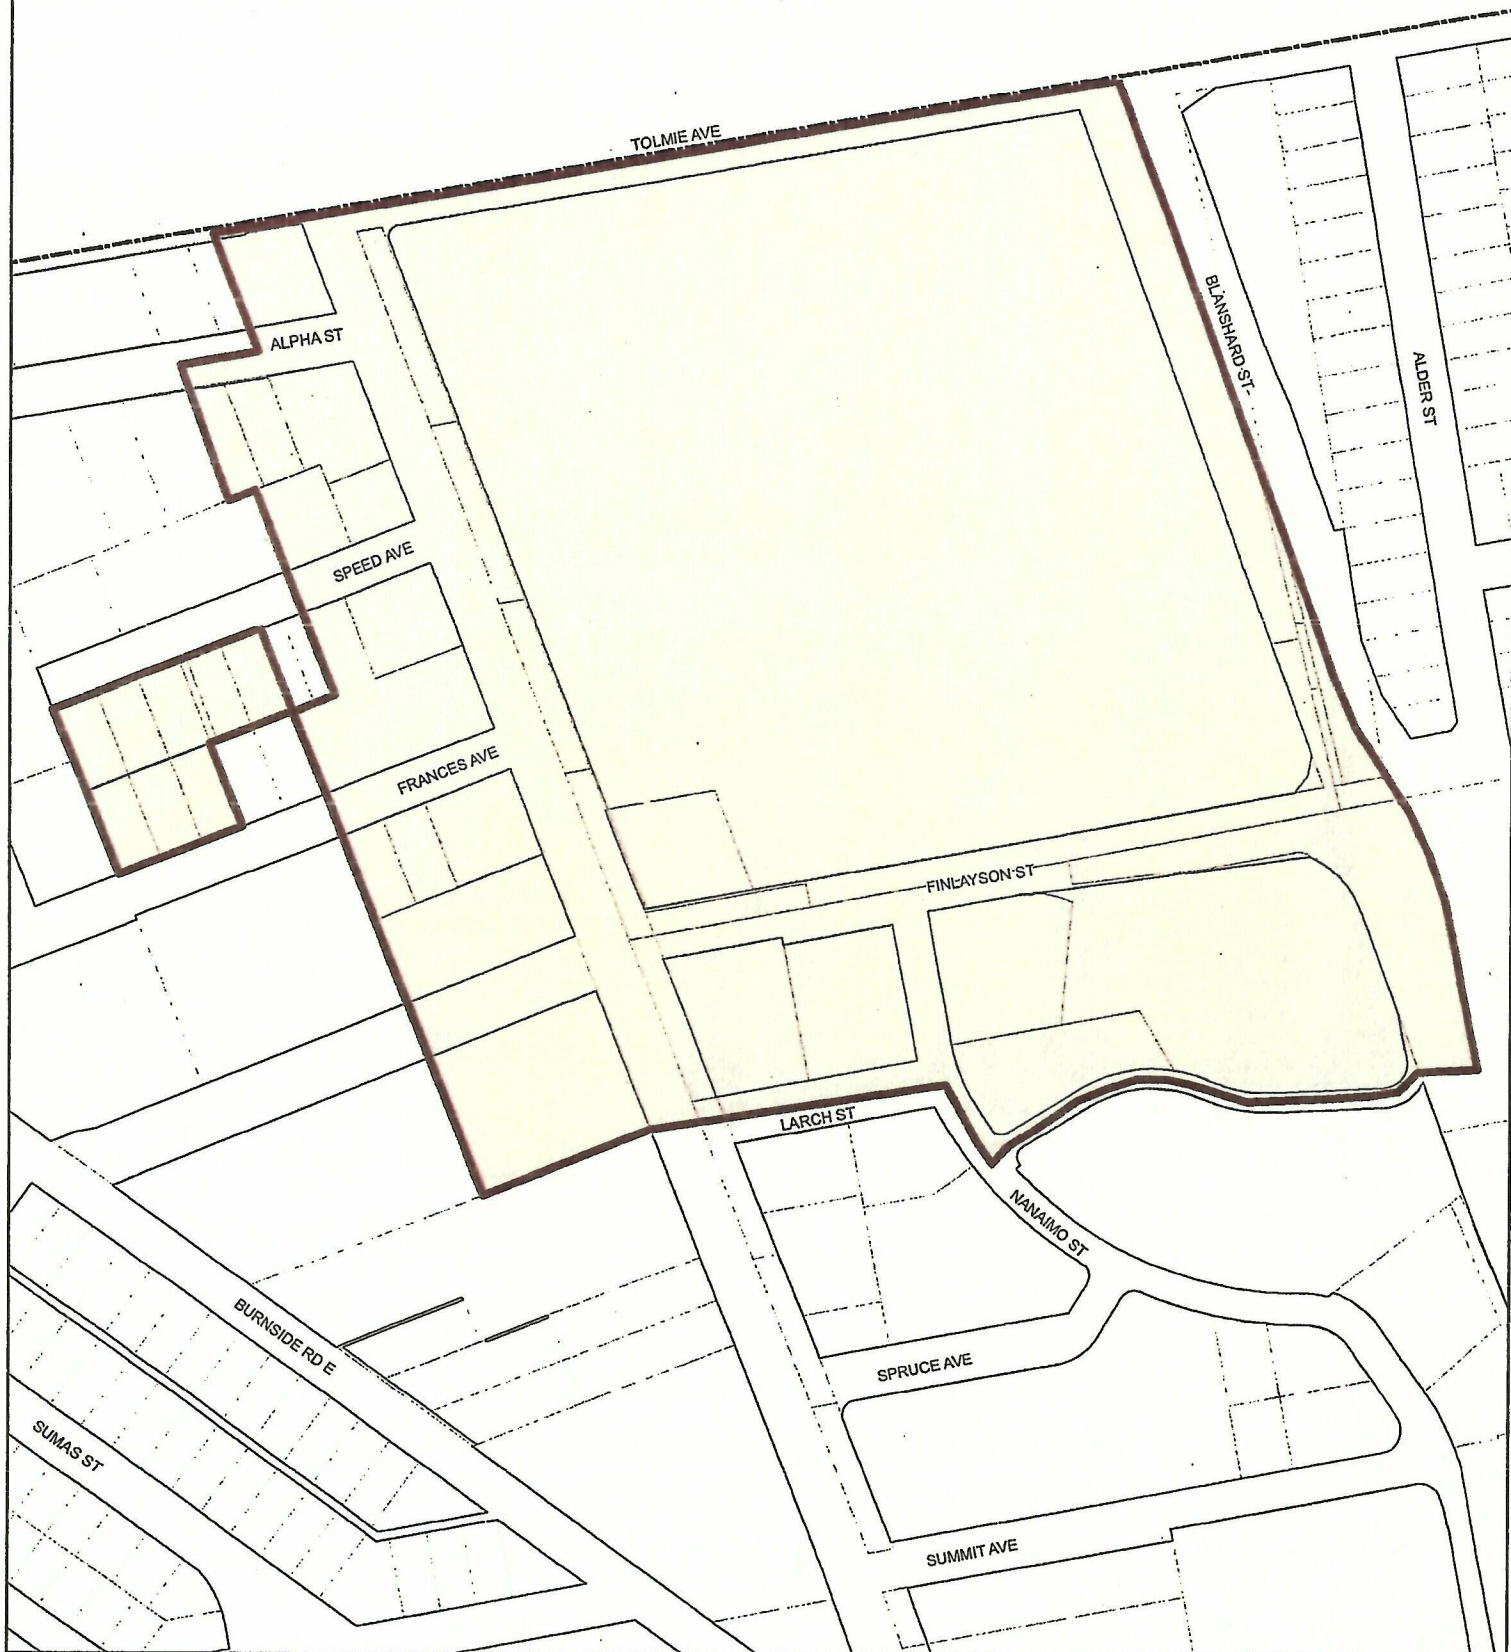 TOLMIE AVE
BLANSHARD ST
ALPHA ST
ALDER ST
SPEED AVE
FRANCES AVE
FINLAYSON ST
LARCH ST
NANAIMO ST
BURNSIDE RD E
SPRUCE AVE
SUMAS ST
SUMMIT AVE